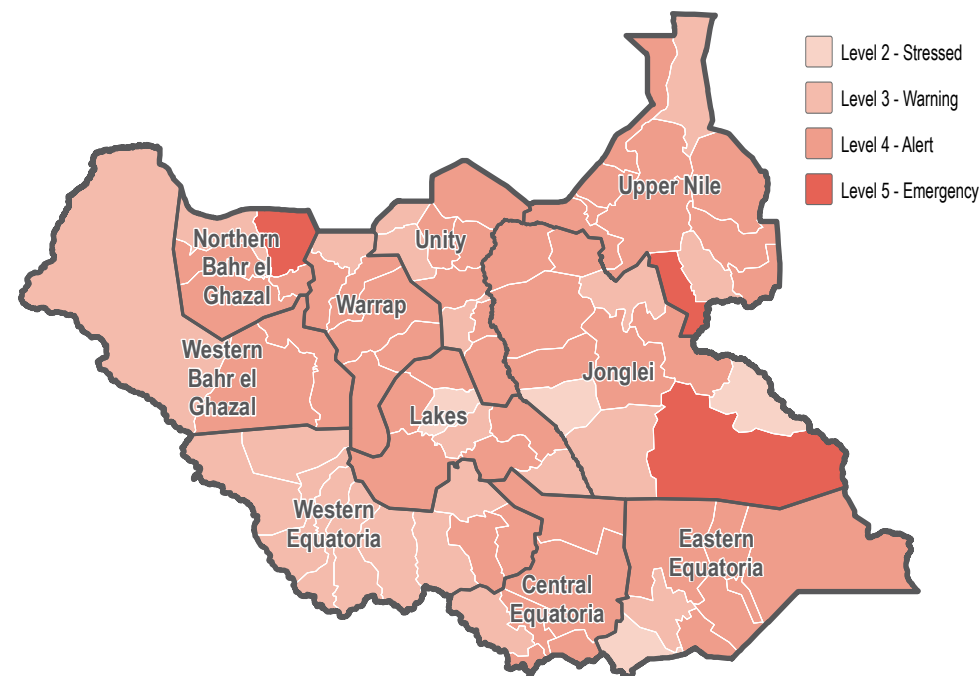 Level 2 - Stressed
Level 3 - Warning
Level 4 - Alert
Level 5 - Emergency
Upper Nile
Northern
Bahr el
Ghazal
Unity
Warrap
Western
Bahr el
Ghazal
Jonglei
Lakes
Western
Equatoria
Eastern
Equatoria
Central
Equatoria